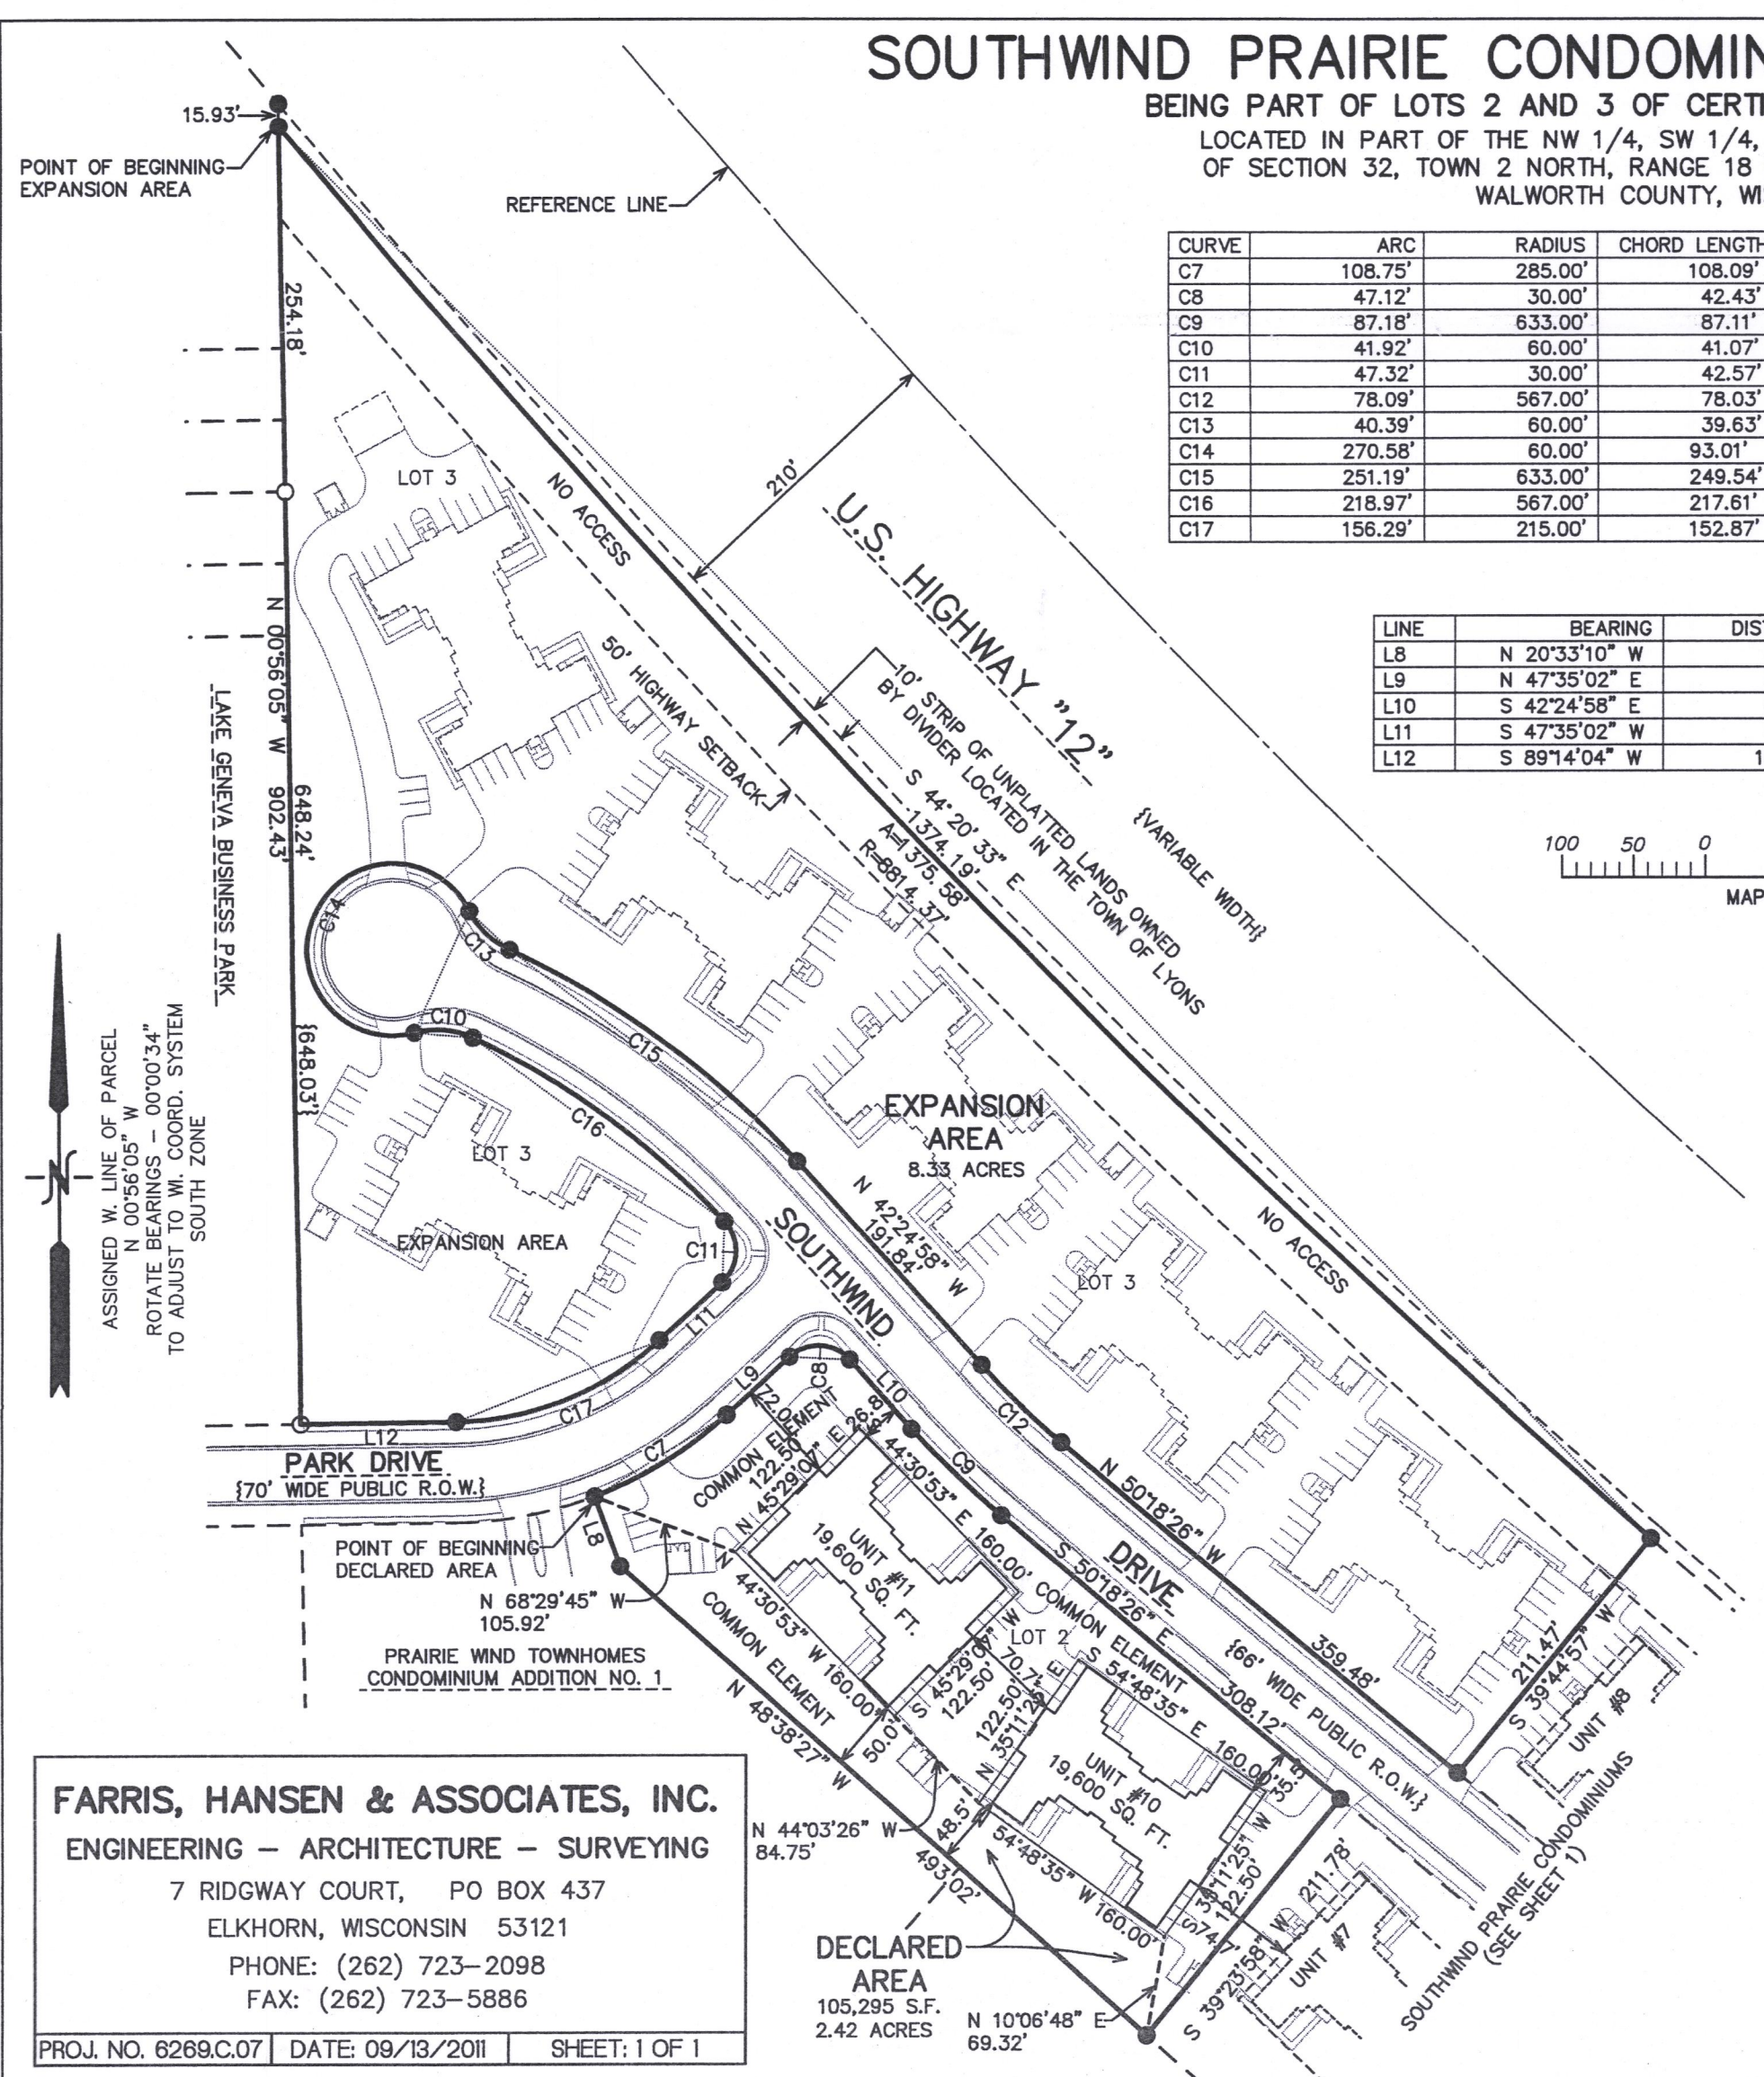 SOUTHWIND PRAIRIE CONDOMIN
BEING PART OF LOTS 2 AND 3 OF CERTI
LOCATED IN PART OF THE NW 1/4, SW 1/4,
OF SECTION 32, TOWN 2 NORTH, RANGE 18
WALWORTH COUNTY, WI
15.93'
POINT OF BEGINNING
EXPANSION AREA
REFERENCE LINE
CURVE ARC RADIUS CHORD LENGTH
C7 108.75' 285.00' 108.09'
C8 47.12' 30.00' 42.43'
C9 87.18' 633.00' 87.11'
C10 41.92' 60.00' 41.07'
C11 47.32' 30.00' 42.57'
C12 78.09' 567.00' 78.03'
C13 40.39' 60.00' 39.63'
C14 270.58' 60.00' 93.01'
C15 251.19' 633.00' 249.54'
C16 218.97' 567.00' 217.61'
C17 156.29' 215.00' 152.87'
LINE BEARING DIS
L8 N 20°33'10" W
L9 N 47°35'02" E
L10 S 42°24'58" E
L11 S 47°35'02" W
L12 S 89°14'04" W 1
100 50 0
MAP
254.18'
LOT 3
NO ACCESS
210'
U.S. HIGHWAY "12"
{VARIABLE WIDTH}
50' HIGHWAY SETBACK
10' STRIP OF UNPLATTED LANDS OWNED
BY DIVIDER LOCATED IN THE TOWN OF LYONS
S 44°20'33" E
1374.19'
A=1375.58'
R=8814.37'
N 00°56'05" W 902.43'
648.24'
{648.03'}
LAKE GENEVA BUSINESS PARK
ASSIGNED W. LINE OF PARCEL
N 00°56'05" W
ROTATE BEARINGS – 00°00'34"
TO ADJUST TO WI. COORD. SYSTEM
SOUTH ZONE
N
C14
C13
C10
C15
C16
LOT 3
EXPANSION AREA
C11
L11
C17
L12
EXPANSION
AREA
8.33 ACRES
N 42°24'58" W
191.84'
LOT 3
NO ACCESS
SOUTHWIND
DRIVE
{66' WIDE PUBLIC R.O.W.}
PARK DRIVE
{70' WIDE PUBLIC R.O.W.}
C7
L9
C8
L10
C9
C12
L8
72.0'
26.8'
COMMON ELEMENT
122.50'
N 45°29'07" E
44°30'53" E 160.00'
N 50°18'26" W
359.48'
S 50°18'26" E
308.12'
COMMON ELEMENT
POINT OF BEGINNING
DECLARED AREA
N 68°29'45" W
105.92'
PRAIRIE WIND TOWNHOMES
CONDOMINIUM ADDITION NO. 1
UNIT #11
19,600 SQ. FT.
N 44°30'53" W 160.00'
COMMON ELEMENT
N 48°38'27" W
493.02'
50.0'
S 45°29'07" W
122.50'
LOT 2
70.7'
N 35°11'25" E
122.50'
S 54°48'35" E 160.00'
35.5'
UNIT #10
19,600 SQ. FT.
N 54°48'35" W 160.00'
48.5'
S 35°11'25" W
122.50'
74.7'
N 44°03'26" W
84.75'
DECLARED
AREA
105,295 S.F.
2.42 ACRES
N 10°06'48" E
69.32'
S 39°23'58" W 211.78'
UNIT #7
211.47'
S 39°44'57" W
UNIT #8
SOUTHWIND PRAIRIE CONDOMINIUMS
(SEE SHEET 1)
FARRIS, HANSEN & ASSOCIATES, INC.
ENGINEERING – ARCHITECTURE – SURVEYING
7 RIDGWAY COURT, PO BOX 437
ELKHORN, WISCONSIN 53121
PHONE: (262) 723–2098
FAX: (262) 723–5886
PROJ. NO. 6269.C.07 DATE: 09/13/2011 SHEET: 1 OF 1